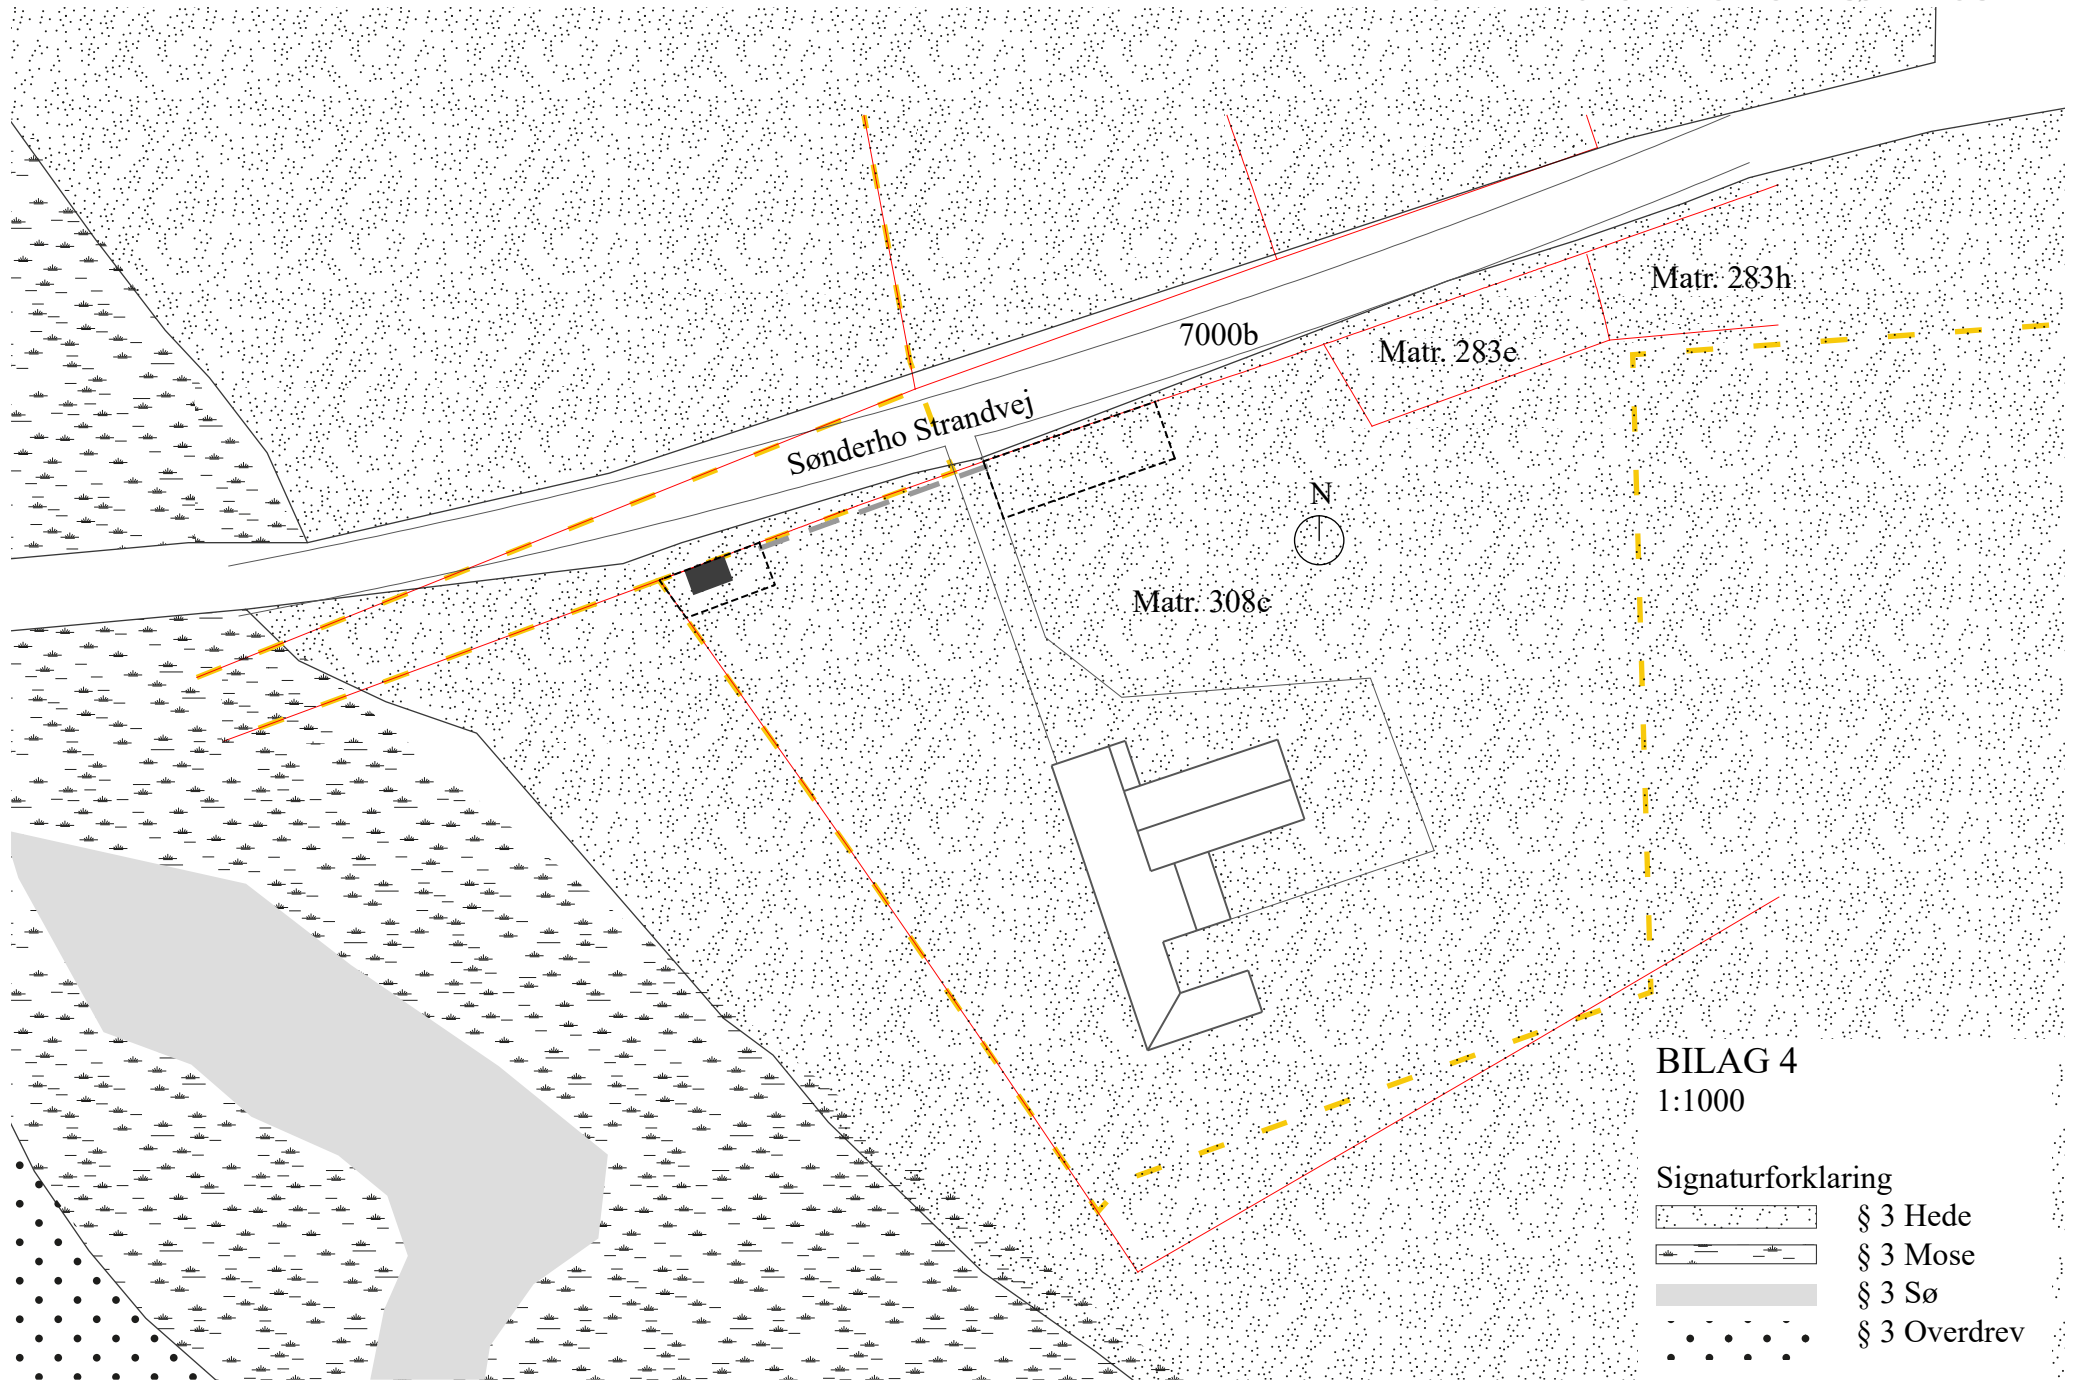 Matr. 283h
7000b
Matr. 283e
Sønderho Strandvej
N
Matr. 308c
BILAG 4
1:1000
Signaturforklaring
§ 3 Hede
§ 3 Mose
§ 3 Sø
§ 3 Overdrev